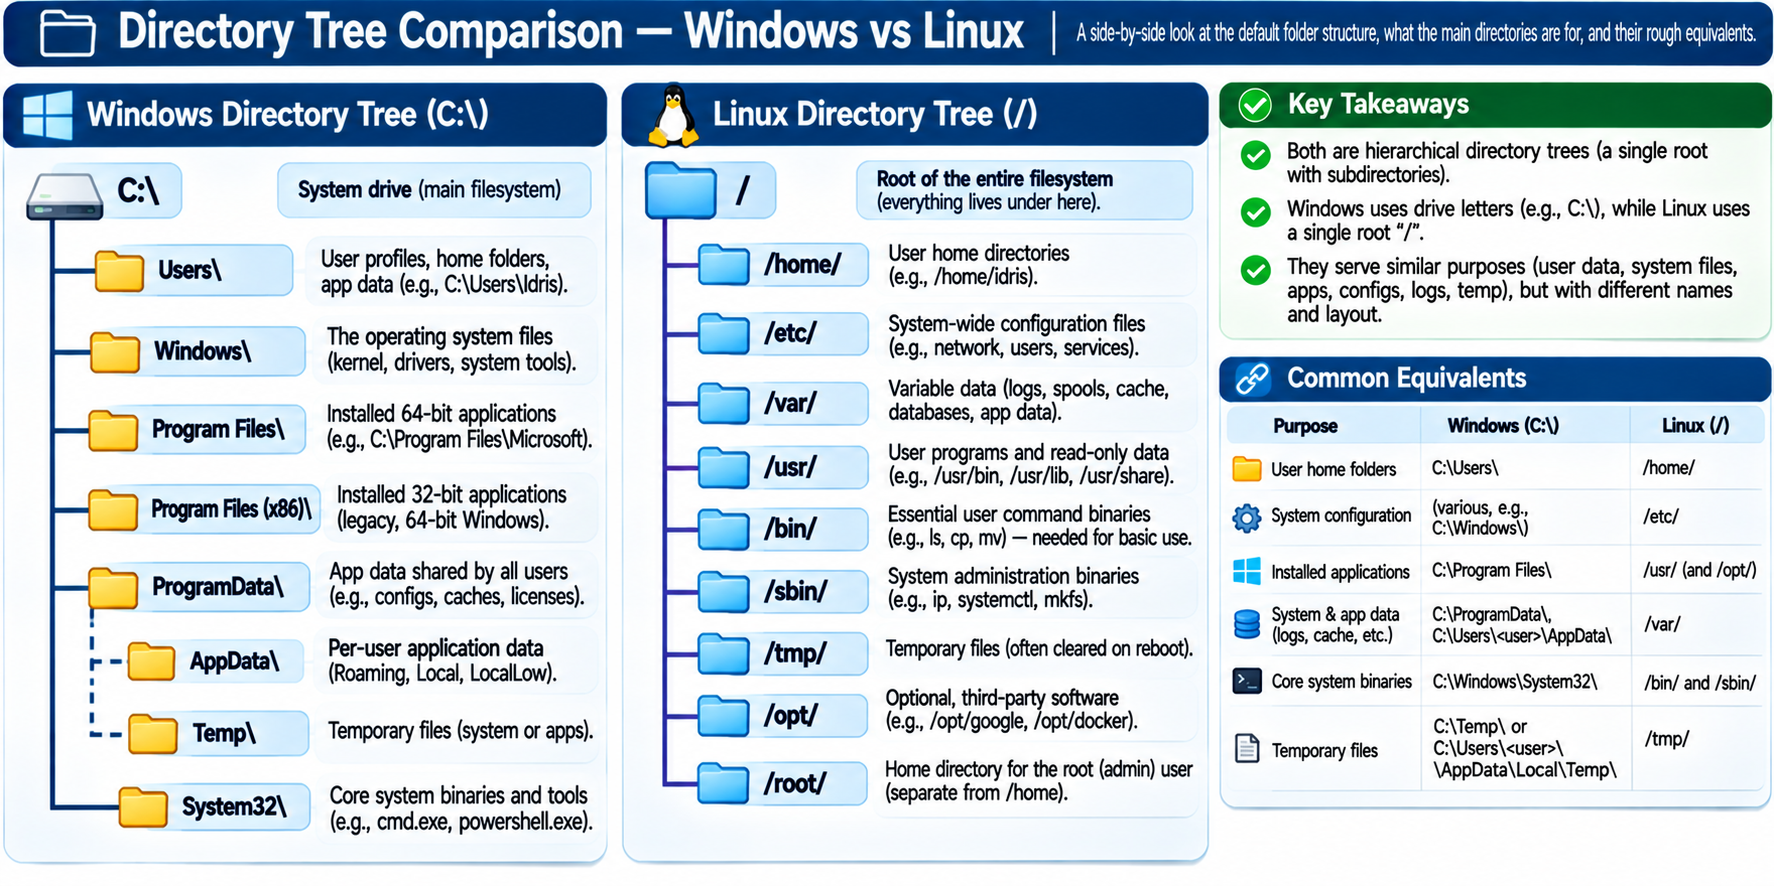 Directory Tree Comparison — Windows vs Linux
A side-by-side look at the default folder structure, what the main directories are for, and their rough equivalents.
Windows Directory Tree (C:\)
C:\
System drive (main filesystem)
Users\
User profiles, home folders,
app data (e.g., C:\Users\Idris).
Windows\
The operating system files
(kernel, drivers, system tools).
Program Files\
Installed 64-bit applications
(e.g., C:\Program Files\Microsoft).
Program Files (x86)\
Installed 32-bit applications
(legacy, 64-bit Windows).
ProgramData\
App data shared by all users
(e.g., configs, caches, licenses).
AppData\
Per-user application data
(Roaming, Local, LocalLow).
Temp\
Temporary files (system or apps).
System32\
Core system binaries and tools
(e.g., cmd.exe, powershell.exe).
Linux Directory Tree (/)
/
Root of the entire filesystem
(everything lives under here).
/home/
User home directories
(e.g., /home/idris).
/etc/
System-wide configuration files
(e.g., network, users, services).
/var/
Variable data (logs, spools, cache,
databases, app data).
/usr/
User programs and read-only data
(e.g., /usr/bin, /usr/lib, /usr/share).
/bin/
Essential user command binaries
(e.g., ls, cp, mv) — needed for basic use.
/sbin/
System administration binaries
(e.g., ip, systemctl, mkfs).
/tmp/
Temporary files (often cleared on reboot).
/opt/
Optional, third-party software
(e.g., /opt/google, /opt/docker).
/root/
Home directory for the root (admin) user
(separate from /home).
Key Takeaways
Both are hierarchical directory trees (a single root
with subdirectories).
Windows uses drive letters (e.g., C:\), while Linux uses
a single root “/”.
They serve similar purposes (user data, system files,
apps, configs, logs, temp), but with different names
and layout.
Common Equivalents
Purpose
Windows (C:\)
Linux (/)
User home folders
C:\Users\
/home/
System configuration
(various, e.g.,
C:\Windows\)
/etc/
Installed applications
C:\Program Files\
/usr/ (and /opt/)
System & app data
(logs, cache, etc.)
C:\ProgramData\,
C:\Users\<user>\AppData\
/var/
Core system binaries
C:\Windows\System32\
/bin/ and /sbin/
Temporary files
C:\Temp\ or
C:\Users\<user>\
\AppData\Local\Temp\
/tmp/